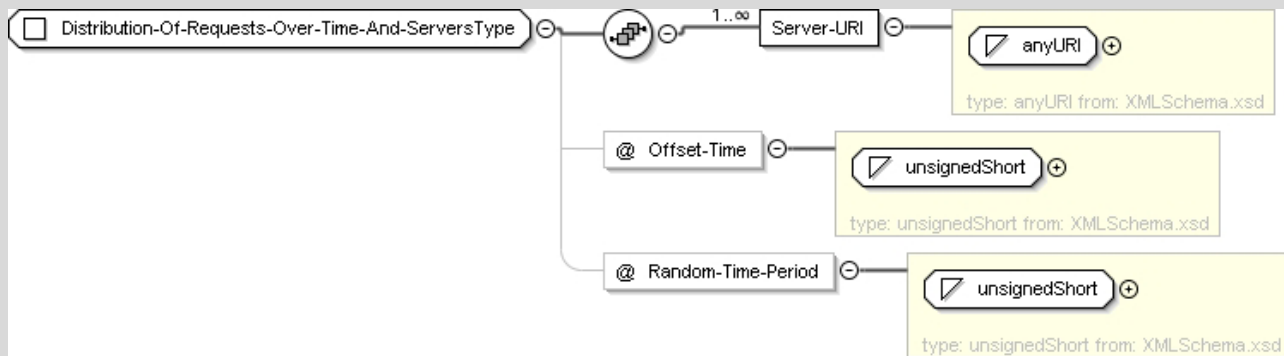 Distribution-Of-Requests-Over-Time-And-ServersType
1..∞
Server-URI
anyURI
type: anyURI from: XMLSchema.xsd
@ Offset-Time
unsignedShort
type: unsignedShort from: XMLSchema.xsd
@ Random-Time-Period
unsignedShort
type: unsignedShort from: XMLSchema.xsd